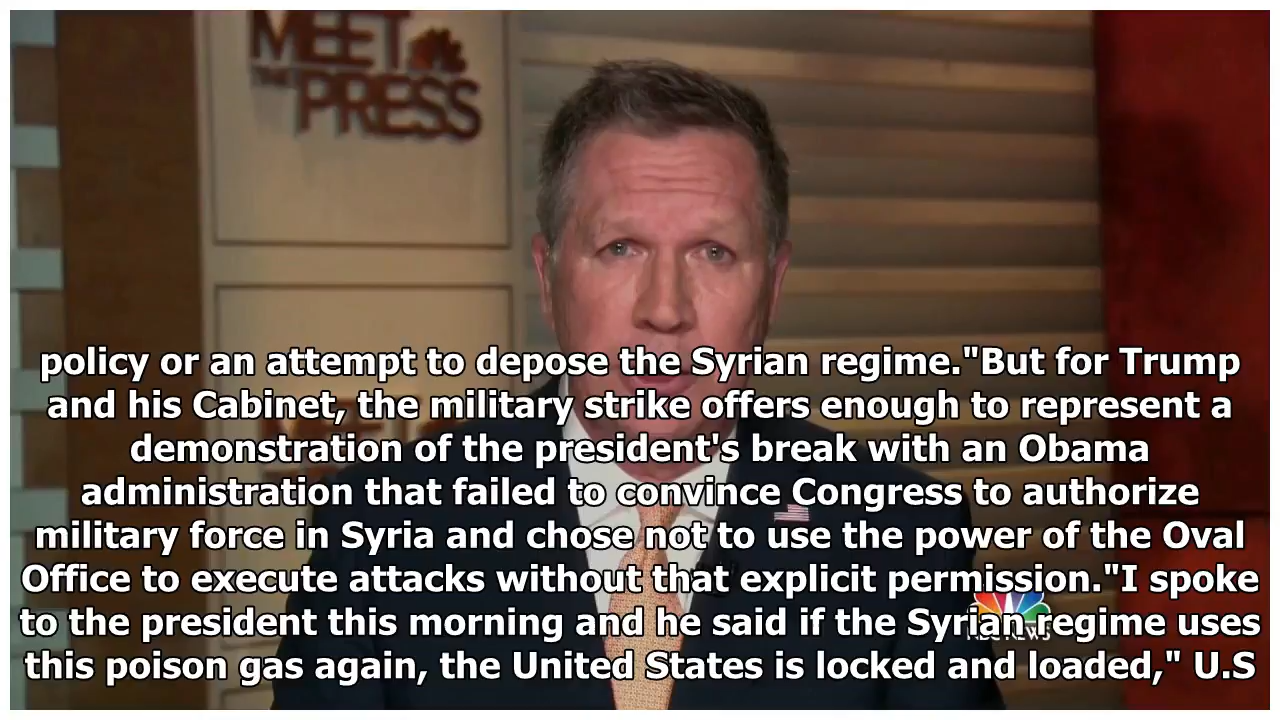 MEET
THE
PRESS
policy or an attempt to depose the Syrian regime."But for Trump
and his Cabinet, the military strike offers enough to represent a
demonstration of the president's break with an Obama
administration that failed to convince Congress to authorize
military force in Syria and chose not to use the power of the Oval
Office to execute attacks without that explicit permission."I spoke
to the president this morning and he said if the Syrian regime uses
NBC NEWS
this poison gas again, the United States is locked and loaded," U.S